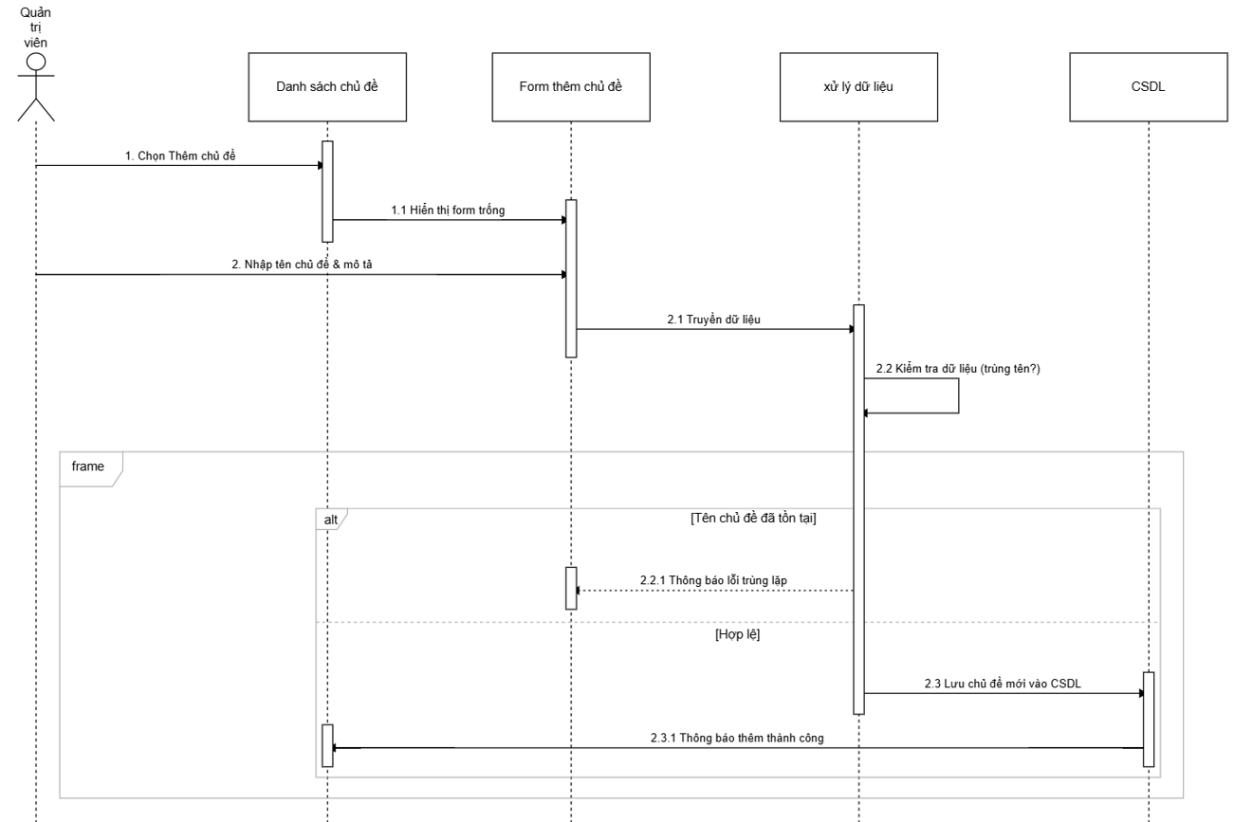 Quản
trị
viên
Danh sách chủ đề
Form thêm chủ đề
xử lý dữ liệu
CSDL
1. Chọn Thêm chủ đề
1.1 Hiển thị form trống
2. Nhập tên chủ đề & mô tả
2.1 Truyền dữ liệu
2.2 Kiểm tra dữ liệu (trùng tên?)
frame
alt
[Tên chủ đề đã tồn tại]
2.2.1 Thông báo lỗi trùng lặp
[Hợp lệ]
2.3 Lưu chủ đề mới vào CSDL
2.3.1 Thông báo thêm thành công